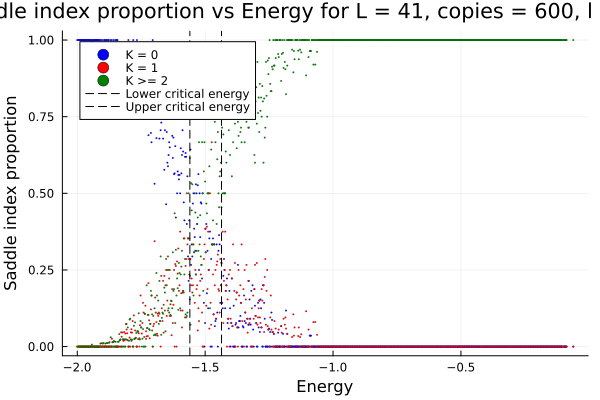 dle index proportion vs Energy for L = 41, copies = 600,
1.00
K = 0
K = 1
K >= 2
Lower critical energy
Upper critical energy
0.75
0.50
0.25
0.00
Saddle index proportion
−2.0
−1.5
−1.0
−0.5
Energy